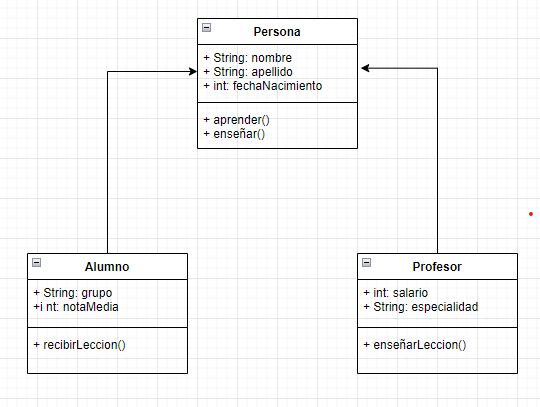 Persona
+ String: nombre
+ String: apellido
+ int: fechaNacimiento
+ aprender()
+ enseñar()
Alumno
+ String: grupo
+i nt: notaMedia
+ recibirLeccion()
Profesor
+ int: salario
+ String: especialidad
+ enseñarLeccion()